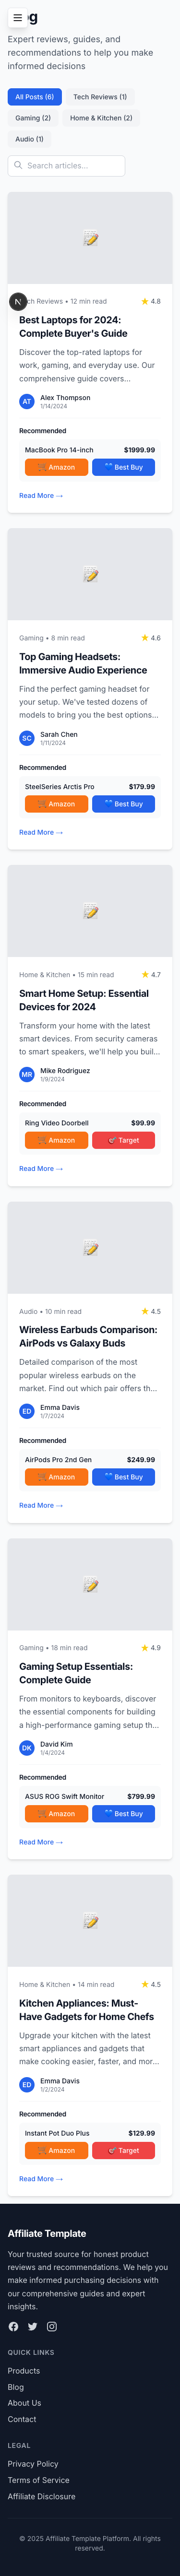 g
Expert reviews, guides, and
recommendations to help you make
informed decisions
All Posts (6)
Tech Reviews (1)
Gaming (2)
Home & Kitchen (2)
Audio (1)
Search articles...
ch Reviews • 12 min read
4.8
Best Laptops for 2024:
Complete Buyer's Guide
Discover the top-rated laptops for
work, gaming, and everyday use. Our
comprehensive guide covers...
AT
Alex Thompson
1/14/2024
Recommended
MacBook Pro 14-inch
$1999.99
Amazon
Best Buy
Read More →
Gaming • 8 min read
4.6
Top Gaming Headsets:
Immersive Audio Experience
Find the perfect gaming headset for
your setup. We've tested dozens of
models to bring you the best options...
SC
Sarah Chen
1/11/2024
Recommended
SteelSeries Arctis Pro
$179.99
Amazon
Best Buy
Read More →
Home & Kitchen • 15 min read
4.7
Smart Home Setup: Essential
Devices for 2024
Transform your home with the latest
smart devices. From security cameras
to smart speakers, we'll help you buil...
MR
Mike Rodriguez
1/9/2024
Recommended
Ring Video Doorbell
$99.99
Amazon
Target
Read More →
Audio • 10 min read
4.5
Wireless Earbuds Comparison:
AirPods vs Galaxy Buds
Detailed comparison of the most
popular wireless earbuds on the
market. Find out which pair offers th...
ED
Emma Davis
1/7/2024
Recommended
AirPods Pro 2nd Gen
$249.99
Amazon
Best Buy
Read More →
Gaming • 18 min read
4.9
Gaming Setup Essentials:
Complete Guide
From monitors to keyboards, discover
the essential components for building
a high-performance gaming setup th...
DK
David Kim
1/4/2024
Recommended
ASUS ROG Swift Monitor
$799.99
Amazon
Best Buy
Read More →
Home & Kitchen • 14 min read
4.5
Kitchen Appliances: Must-
Have Gadgets for Home Chefs
Upgrade your kitchen with the latest
smart appliances and gadgets that
make cooking easier, faster, and mor...
ED
Emma Davis
1/2/2024
Recommended
Instant Pot Duo Plus
$129.99
Amazon
Target
Read More →
Affiliate Template
Your trusted source for honest product
reviews and recommendations. We help you
make informed purchasing decisions with
our comprehensive guides and expert
insights.
QUICK LINKS
Products
Blog
About Us
Contact
LEGAL
Privacy Policy
Terms of Service
Affiliate Disclosure
© 2025 Affiliate Template Platform. All rights
reserved.